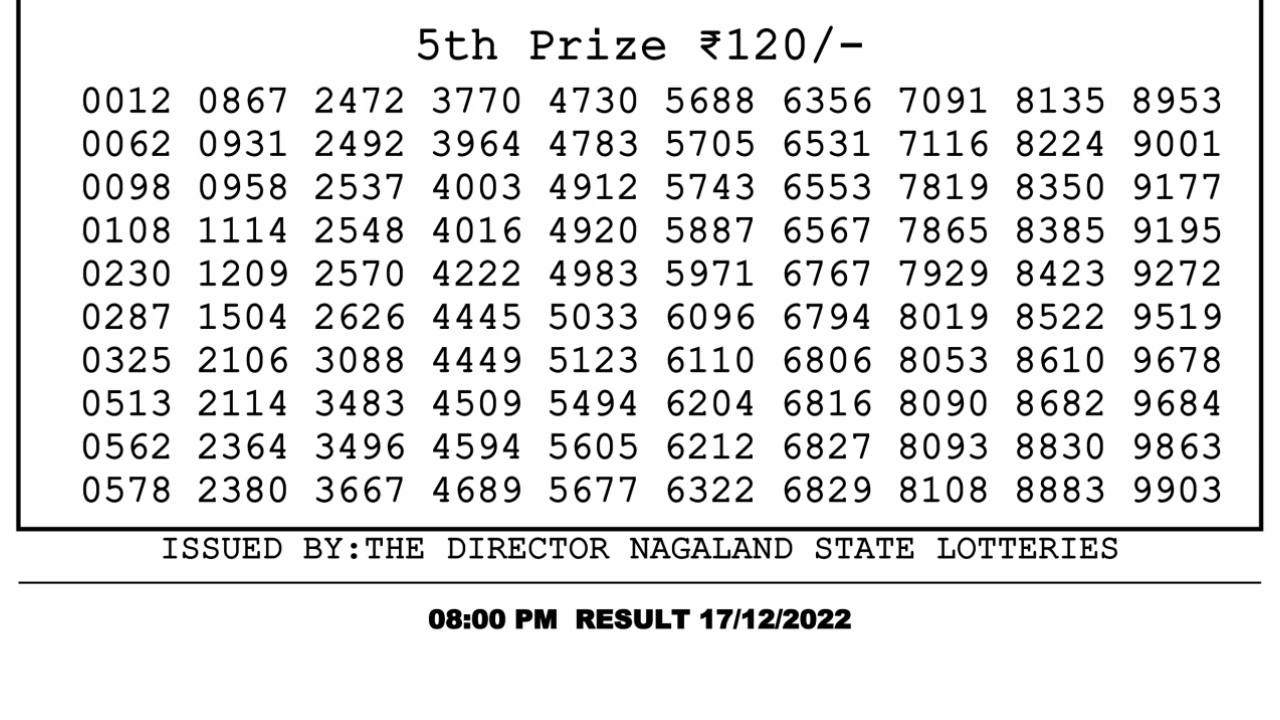 5th Prize ₹120/-
0012 0867 2472 3770 4730 5688 6356 7091 8135 8953
0062 0931 2492 3964 4783 5705 6531 7116 8224 9001
0098 0958 2537 4003 4912 5743 6553 7819 8350 9177
0108 1114 2548 4016 4920 5887 6567 7865 8385 9195
0230 1209 2570 4222 4983 5971 6767 7929 8423 9272
0287 1504 2626 4445 5033 6096 6794 8019 8522 9519
0325 2106 3088 4449 5123 6110 6806 8053 8610 9678
0513 2114 3483 4509 5494 6204 6816 8090 8682 9684
0562 2364 3496 4594 5605 6212 6827 8093 8830 9863
0578 2380 3667 4689 5677 6322 6829 8108 8883 9903
ISSUED BY:THE DIRECTOR NAGALAND STATE LOTTERIES
08:00 PM RESULT 17/12/2022